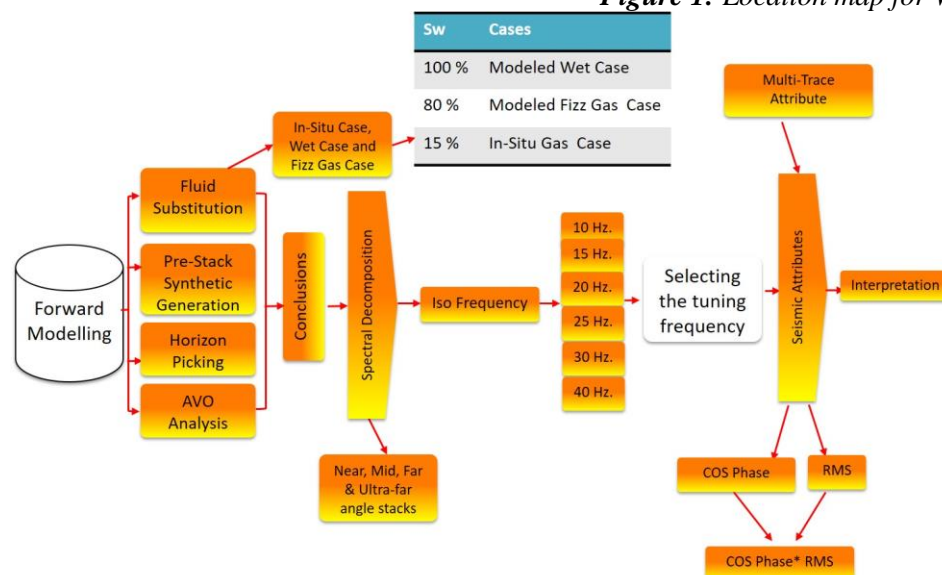 Figure 1: Location map for
Sw Cases
100 % Modeled Wet Case
80 % Modeled Fizz Gas Case
15 % In-Situ Gas Case
Multi-Trace
Attribute
In-Situ Case,
Wet Case and
Fizz Gas Case
Forward
Modelling
Fluid
Substitution
Pre-Stack
Synthetic
Generation
Horizon
Picking
AVO
Analysis
Conclusions
Spectral Decomposition
Near, Mid, Far
& Ultra-far
angle stacks
Iso Frequency
10 Hz.
15 Hz.
20 Hz.
25 Hz.
30 Hz.
40 Hz.
Selecting
the tuning
frequency
Seismic Attributes
Interpretation
COS Phase
RMS
COS Phase* RMS